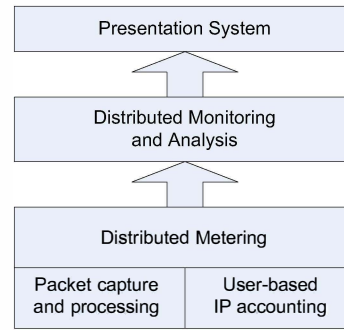 Presentation System
Distributed Monitoring
and Analysis
Distributed Metering
Packet capture
and processing
User-based
IP accounting